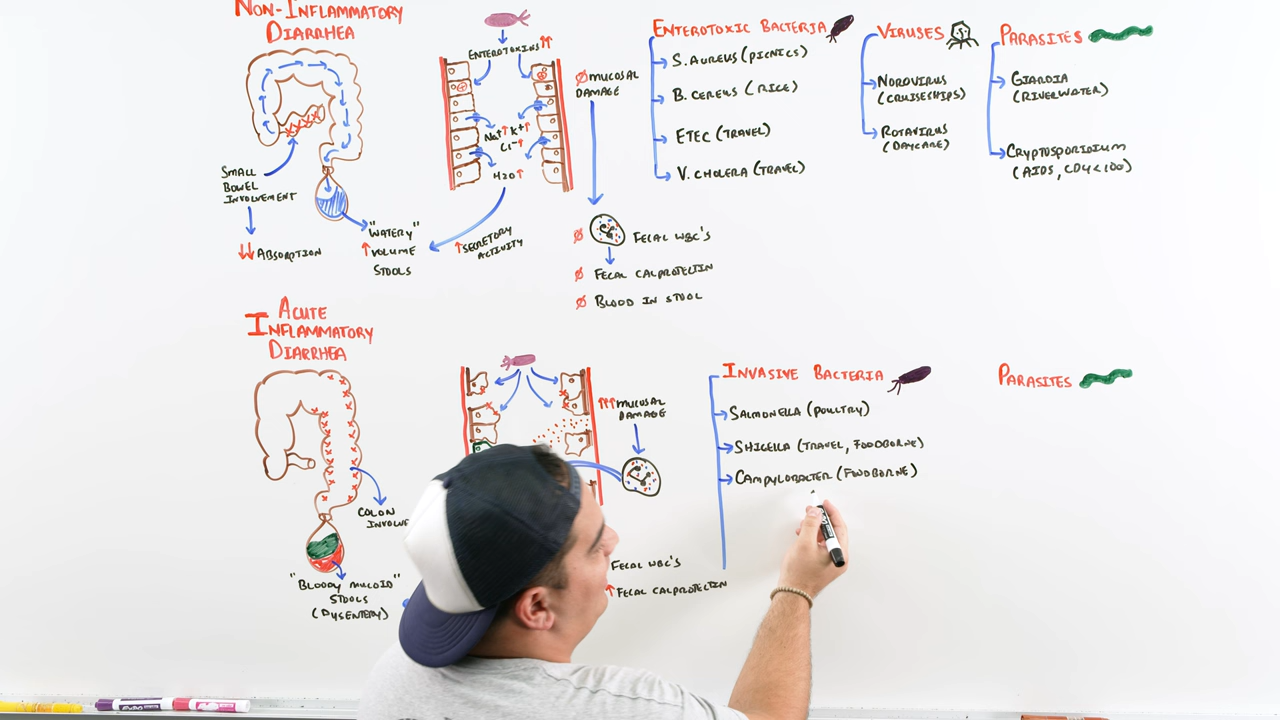 NON-INFLAMMATORY
DIARRHEA
SMALL
BOWEL
INVOLVEMENT
↓↓ ABSORPTION
"WATERY"
↑ VOLUME
STOOLS
ENTEROTOXINS ↑↑
Na+↑ K+↑
Cl-↑
H2O ↑
↑ SECRETORY
ACTIVITY
Ø MUCOSAL
DAMAGE
Ø FECAL WBC'S
Ø FECAL CALPROTECTIN
Ø BLOOD IN STOOL
ENTEROTOXIC BACTERIA
S. AUREUS (PICNICS)
B. CEREUS (RICE)
ETEC (TRAVEL)
V. CHOLERA (TRAVEL)
VIRUSES
NOROVIRUS
(CRUISESHIPS)
ROTAVIRUS
(DAYCARE)
PARASITES
GIARDIA
(RIVERWATER)
CRYPTOSPORIDIUM
(AIDS, CD4<100)
ACUTE
INFLAMMATORY
DIARRHEA
COLON
INVOLVE
"BLOODY MUCOID"
STOOLS
(DYSENTERY)
↑↑↑ MUCOSAL
DAMAGE
FECAL WBC'S
↑ FECAL CALPROTECTIN
INVASIVE BACTERIA
SALMONELLA (POULTRY)
SHIGELLA (TRAVEL, FOODBORNE)
CAMPYLOBACTER (FOODBORNE)
PARASITES